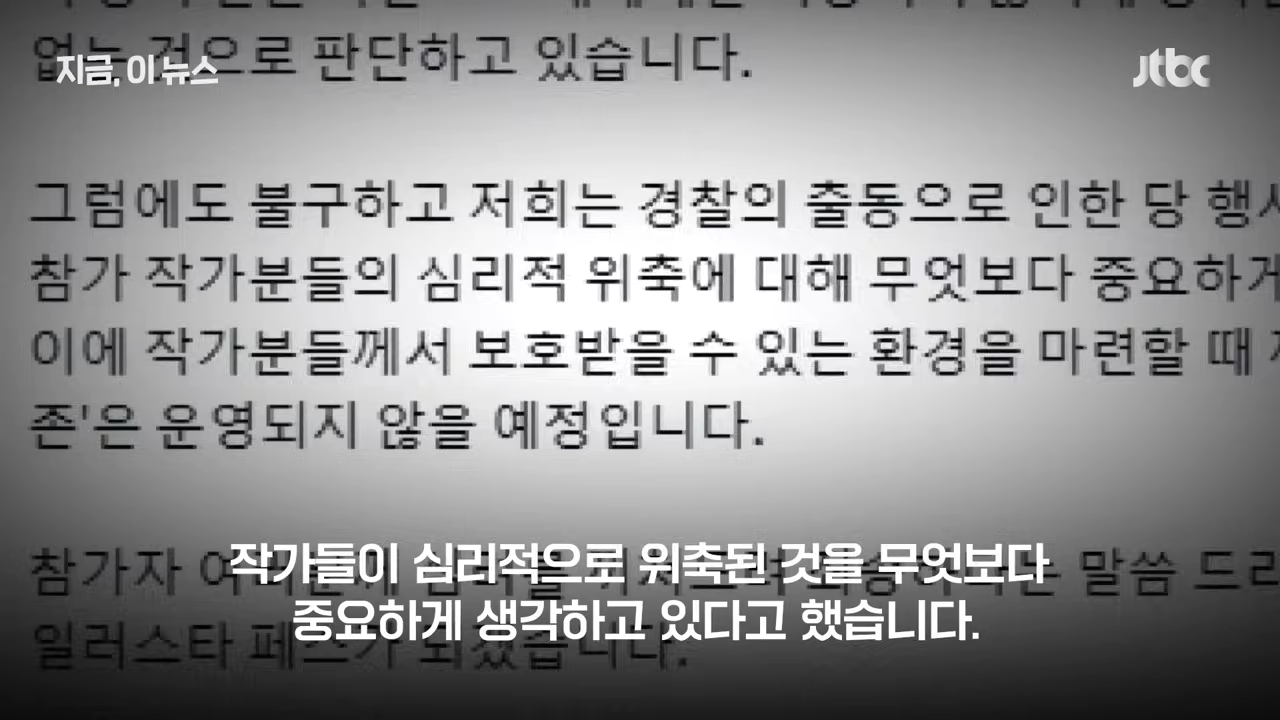 없는 것으로 판단하고 있습니다.
지금, 이 뉴스
jtbc
그럼에도 불구하고 저희는 경찰의 출동으로 인한 당 행사
참가 작가분들의 심리적 위축에 대해 무엇보다 중요하게
이에 작가분들께서 보호받을 수 있는 환경을 마련할 때
존'은 운영되지 않을 예정입니다.
참가자 말씀 드리
작가들이 심리적으로 위축된 것을 무엇보다
중요하게 생각하고 있다고 했습니다.
일러스타 페스가